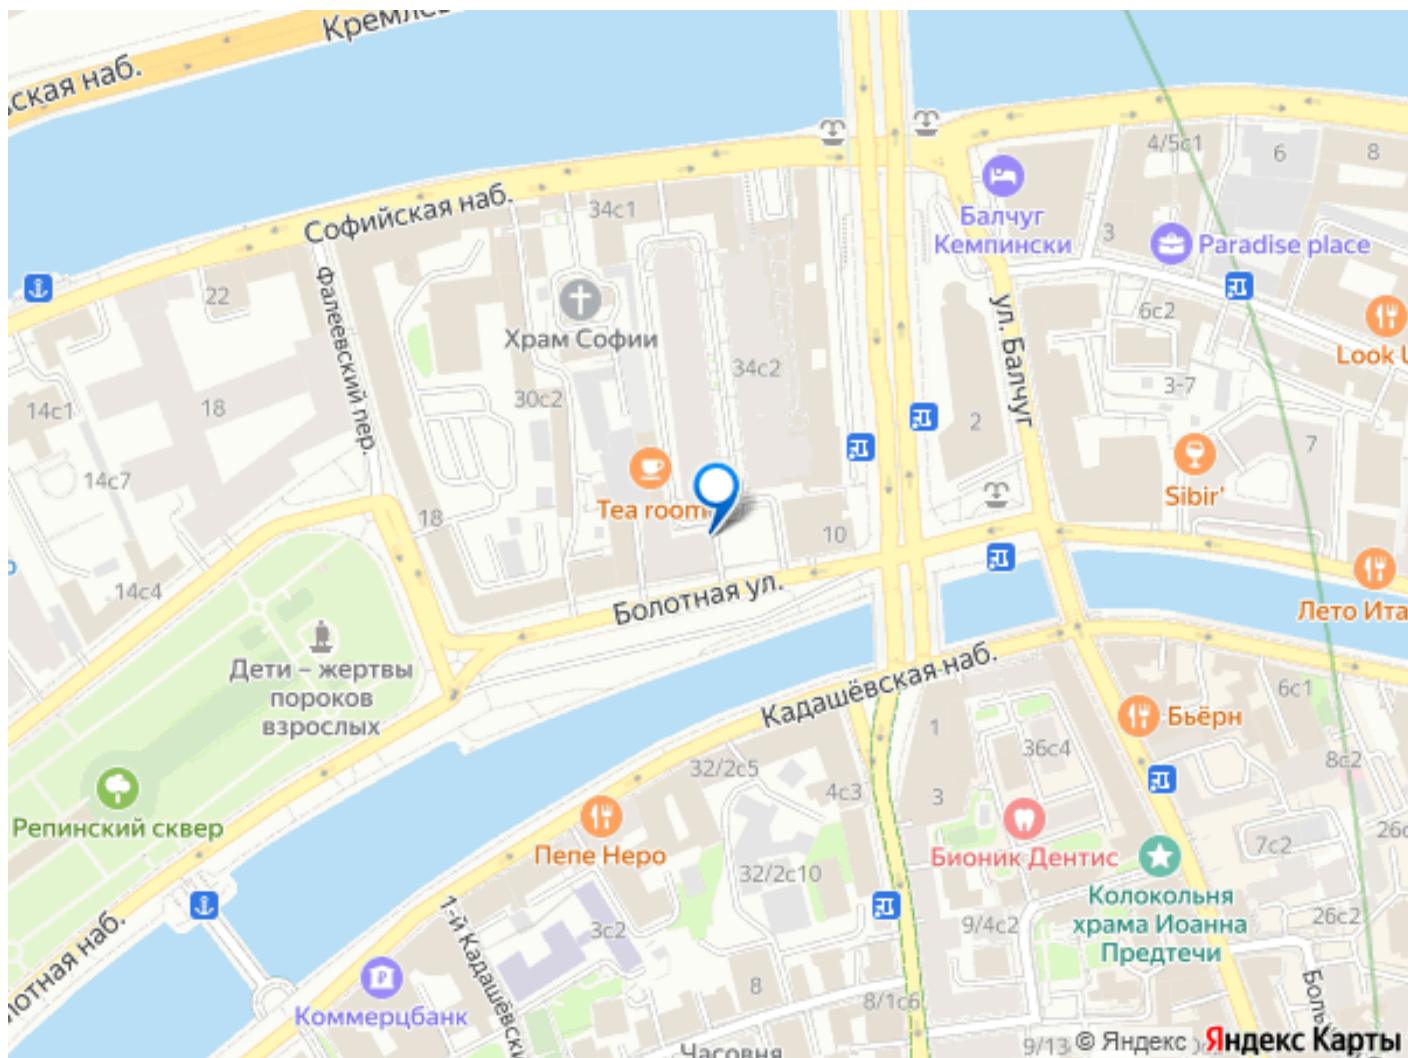 Кремлёв
вская наб.
4/5с1
6
8
Балчуг
Кемпински
3
Paradise place
Софийская наб.
34с1
22
Фалеевский пер.
Храм Софии
ул. Балчуг
6с2
Look U
34с2
3-7
14с1
18
30с2
2
7
14с7
Sibir'
Tea room
18
10
14с4
Болотная ул.
Лето Ита
Дети – жертвы
пороков
взрослых
Кадашёвская наб.
6с1
Бьёрн
1
36с4
8с2
32/2с5
4с3
3
Репинский сквер
Пепе Неро
Бионик Дентис
7с2
26с
32/2с10
Колокольня
храма Иоанна
Предтечи
1-й Кадашёвски
3с2
9/4с2
26с2
лотная наб.
8
8/1с6
Коммерцбанк
Боль
Часовня
9/13
© Яндекс Яндекс Карты